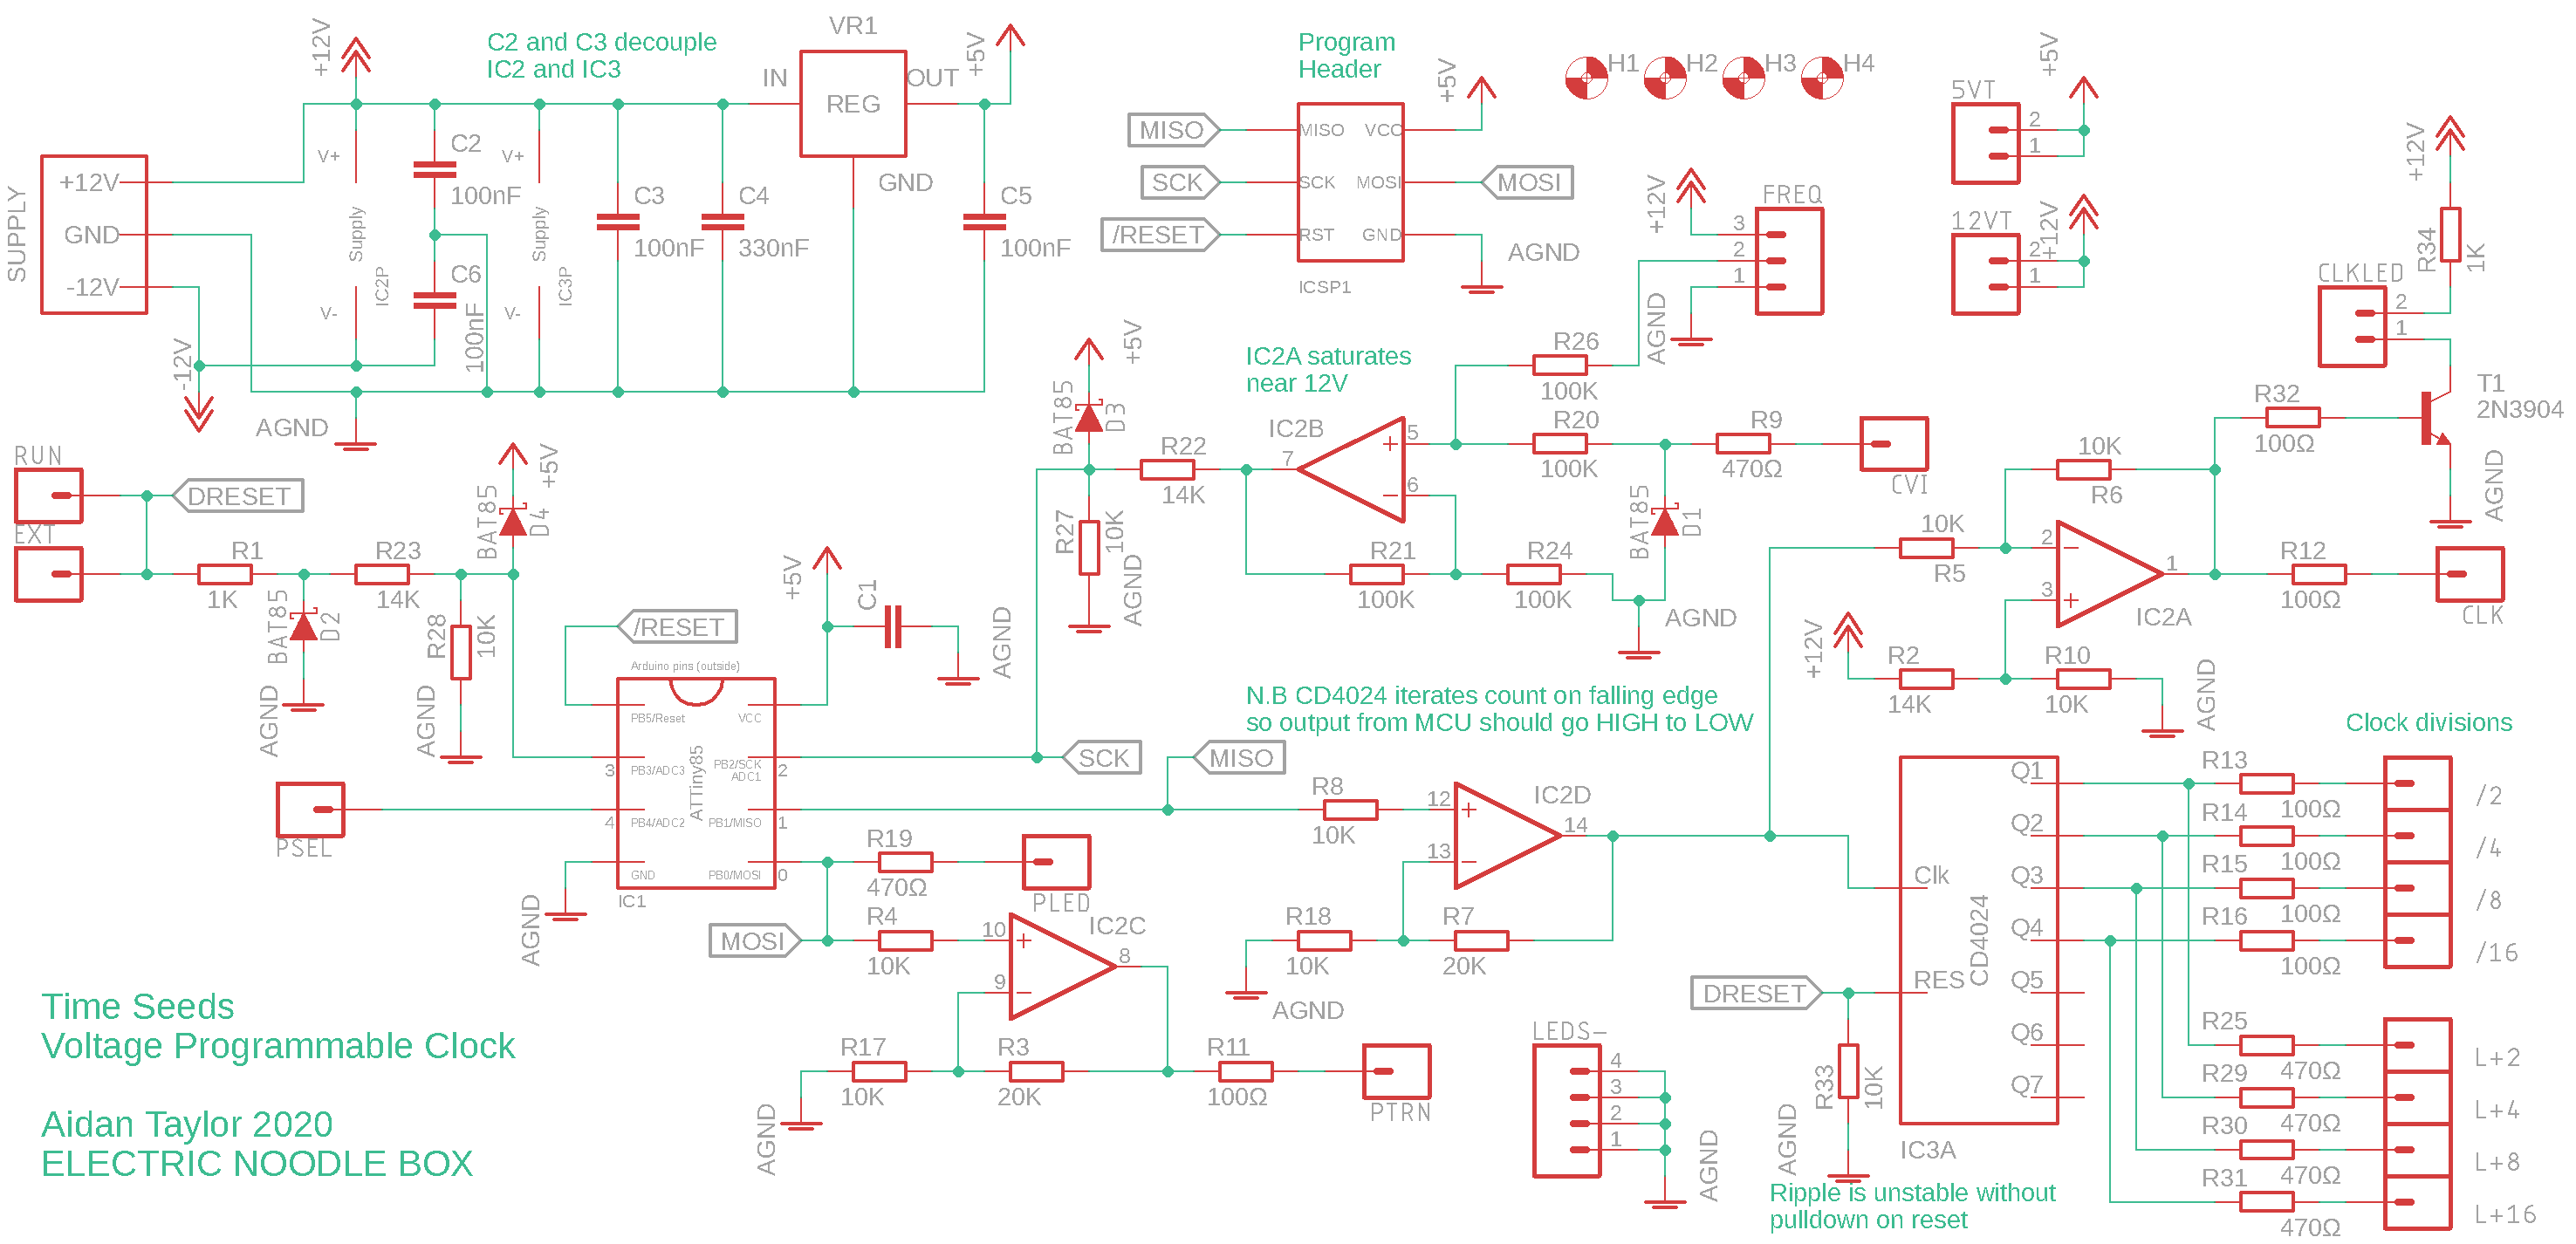 +12V
C2 and C3 decouple
IC2 and IC3
VR1
IN
REG
OUT
GND
+5V
SUPPLY
+12V
GND
-12V
V+
Supply
V-
IC2P
C2
100nF
C6
100nF
V+
Supply
V-
IC3P
C3
100nF
C4
330nF
C5
100nF
-12V
AGND
Program
Header
+5V
MISO
SCK
/RESET
MISO
SCK
RST
VCC
MOSI
GND
MOSI
AGND
ICSP1
H1
H2
H3
H4
+12V
FREQ
3
2
1
AGND
5VT
+5V
2
1
12VT
+12V
2
1
+12V
R34
1K
CLKLED
2
1
T1
2N3904
AGND
R32
100Ω
RUN
DRESET
EXT
R1
1K
BAT85
D2
AGND
R23
14K
R28
10K
AGND
BAT85
D4
+5V
BAT85
D3
+5V
R22
14K
R27
10K
AGND
IC2A saturates
near 12V
IC2B
5
6
7
R26
100K
R20
100K
R9
470Ω
CVI
BAT85
D1
R21
100K
R24
100K
AGND
10K
R6
10K
R5
2
3
1
IC2A
R12
100Ω
CLK
+12V
R2
14K
R10
10K
AGND
/RESET
+5V
C1
AGND
Arduino pins (outside)
PB5/Reset
VCC
3
PB3/ADC3
PB2/SCK
ADC1
2
SCK
ATTiny85
4
PB4/ADC2
PB1/MISO
1
MISO
GND
PB0/MOSI
0
IC1
AGND
PSEL
R19
470Ω
PLED
MOSI
R4
10K
10
9
8
IC2C
R17
10K
R3
20K
R11
100Ω
PTRN
AGND
N.B CD4024 iterates count on falling edge
so output from MCU should go HIGH to LOW
R8
10K
12
13
14
IC2D
R18
10K
R7
20K
AGND
Clock divisions
Clk
RES
CD4024
Q1
Q2
Q3
Q4
Q5
Q6
Q7
IC3A
DRESET
R33
10K
AGND
Ripple is unstable without
pulldown on reset
LEDS-
4
3
2
1
AGND
R13
100Ω
/2
R14
100Ω
/4
R15
100Ω
/8
R16
100Ω
/16
R25
470Ω
L+2
R29
470Ω
L+4
R30
470Ω
L+8
R31
470Ω
L+16
Time Seeds
Voltage Programmable Clock
Aidan Taylor 2020
ELECTRIC NOODLE BOX